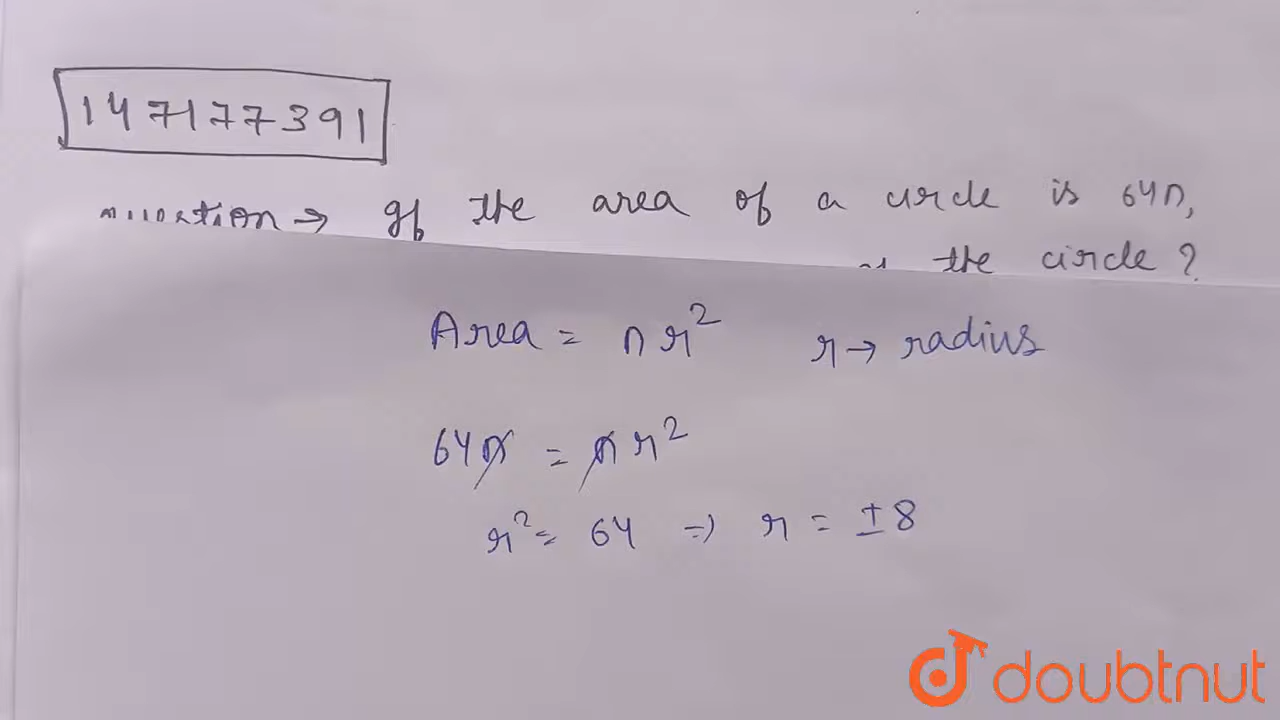 147177391
Question → If the area of a circle is 64π,
the circle?
Area = πr² r → radius
64π = πr²
r² = 64 ⇒ r = ±8
doubtnut